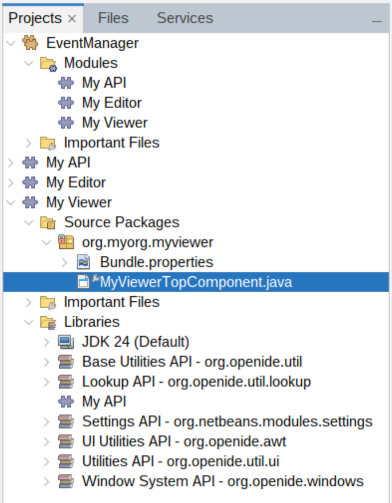 Projects × Files Services
EventManager
Modules
My API
My Editor
My Viewer
Important Files
My API
My Editor
My Viewer
Source Packages
org.myorg.myviewer
Bundle.properties
MyViewerTopComponent.java
Important Files
Libraries
JDK 24 (Default)
Base Utilities API - org.openide.util
Lookup API - org.openide.util.lookup
My API
Settings API - org.netbeans.modules.settings
UI Utilities API - org.openide.awt
Utilities API - org.openide.util.ui
Window System API - org.openide.windows